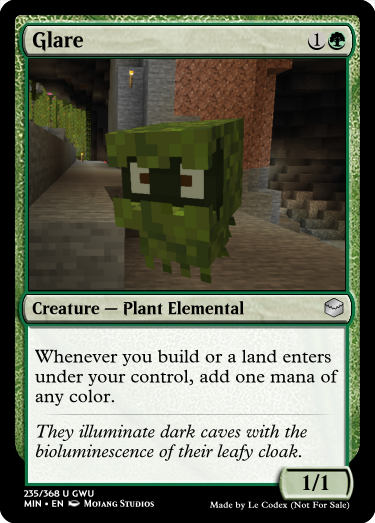 Glare 1
Creature — Plant Elemental
Whenever you build or a land enters
under your control, add one mana of
any color.
They illuminate dark caves with the
bioluminescence of their leafy cloak.
1/1
235/368 U GWU
MIN • EN Mojang Studios
Made by Le Codex (Not For Sale)